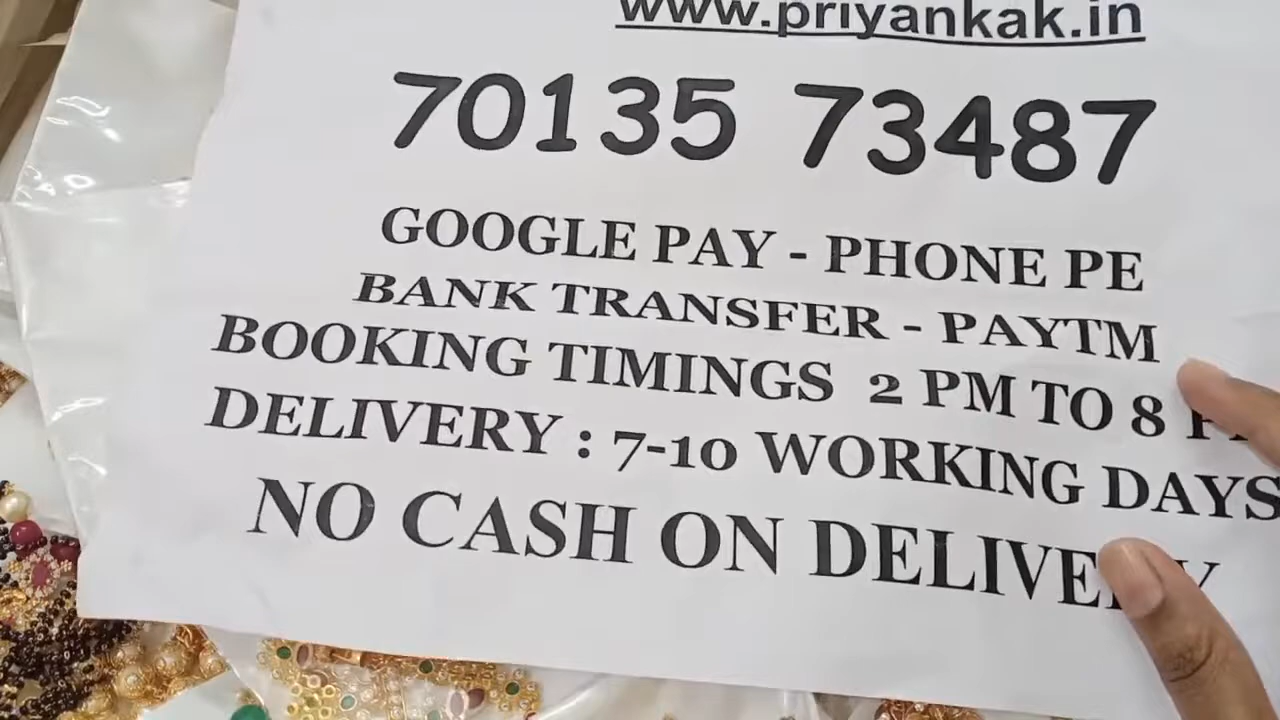 www.priyankak.in
70135 73487
GOOGLE PAY - PHONE PE
BANK TRANSFER - PAYTM
BOOKING TIMINGS 2 PM TO 8
DELIVERY : 7-10 WORKING DAYS
NO CASH ON DELIVERY